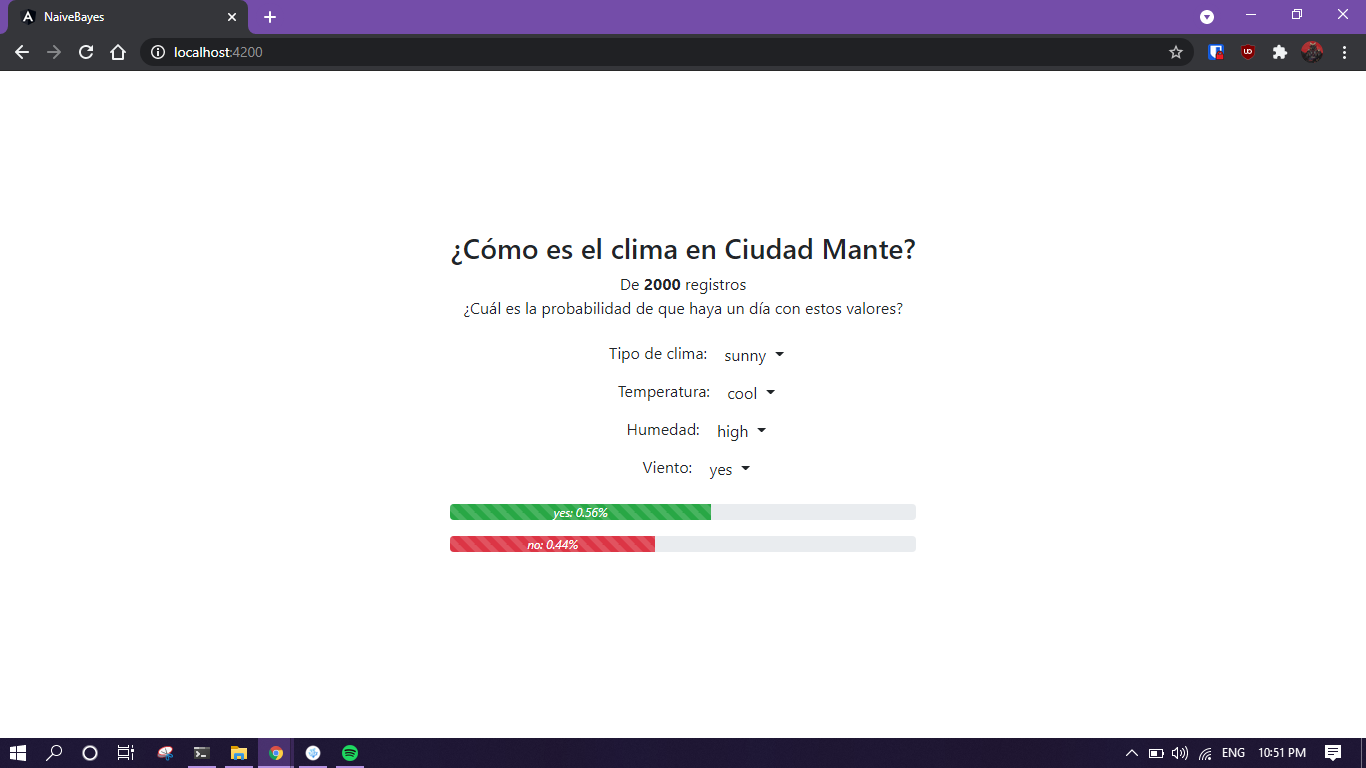 NaiveBayes
localhost:4200
¿Cómo es el clima en Ciudad Mante?
De 2000 registros
¿Cuál es la probabilidad de que haya un día con estos valores?
Tipo de clima: sunny
Temperatura: cool
Humedad: high
Viento: yes
yes: 0.56%
no: 0.44%
ENG 10:51 PM